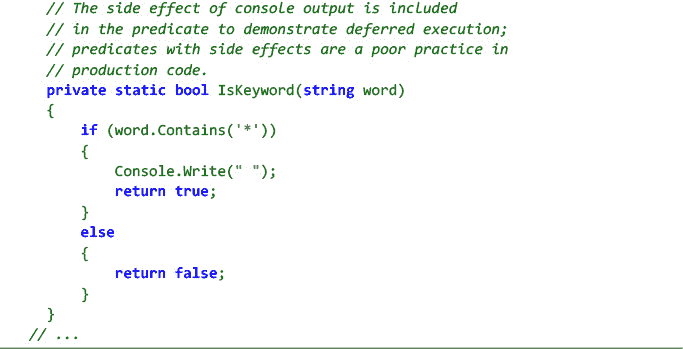 // The side effect of console output is included
// in the predicate to demonstrate deferred execution;
// predicates with side effects are a poor practice in
// production code.
private static bool IsKeyword(string word)
{
if (word.Contains('*'))
{
Console.Write(" ");
return true;
}
else
{
return false;
}
}
// ...